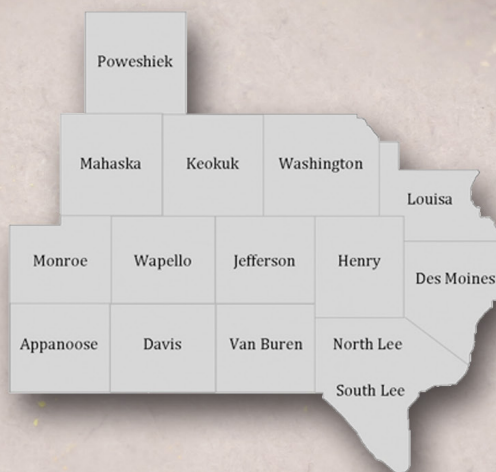 Poweshiek
Mahaska
Keokuk
Washington
Louisa
Monroe
Wapello
Jefferson
Henry
Des Moines
Appanoose
Davis
Van Buren
North Lee
South Lee